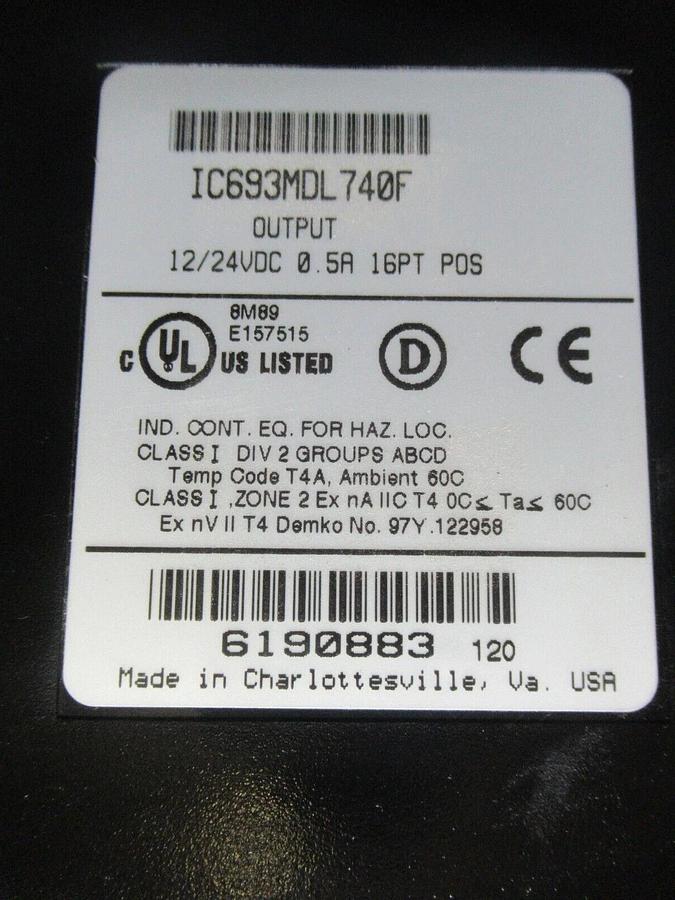 IC693MDL740F
OUTPUT
12/24VDC 0.5A 16PT POS
8M89
E157515
C UL US LISTED
D
CE
IND. CONT. EQ. FOR HAZ. LOC.
CLASS I DIV 2 GROUPS ABCD
Temp Code T4A, Ambient 60C
CLASS I ,ZONE 2 Ex nA IIC T4 0C≤ Ta≤ 60C
Ex nV II T4 Demko No. 97Y.122958
6190883 120
Made in Charlottesville, Va. USA